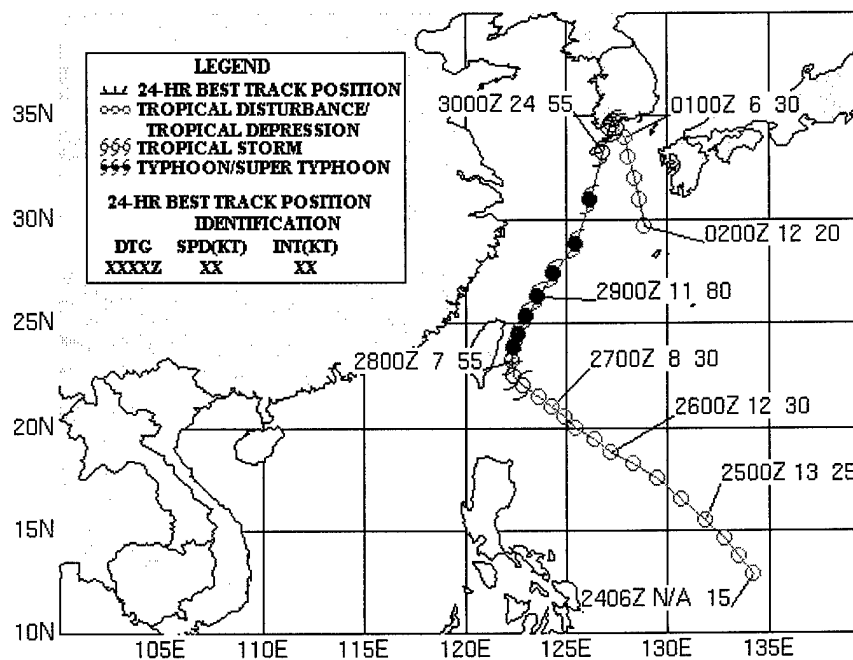 LEGEND
24-HR BEST TRACK POSITION
TROPICAL DISTURBANCE/
TROPICAL DEPRESSION
TROPICAL STORM
TYPHOON/SUPER TYPHOON
24-HR BEST TRACK POSITION
IDENTIFICATION
DTG SPD(KT) INT(KT)
XXXXZ XX XX
3000Z 24 55
0100Z 6 30
0200Z 12 20
2900Z 11 80
2800Z 7 55
2700Z 8 30
2600Z 12 30
2500Z 13 25
2406Z N/A 15
35N
30N
25N
20N
15N
10N
105E 110E 115E 120E 125E 130E 135E